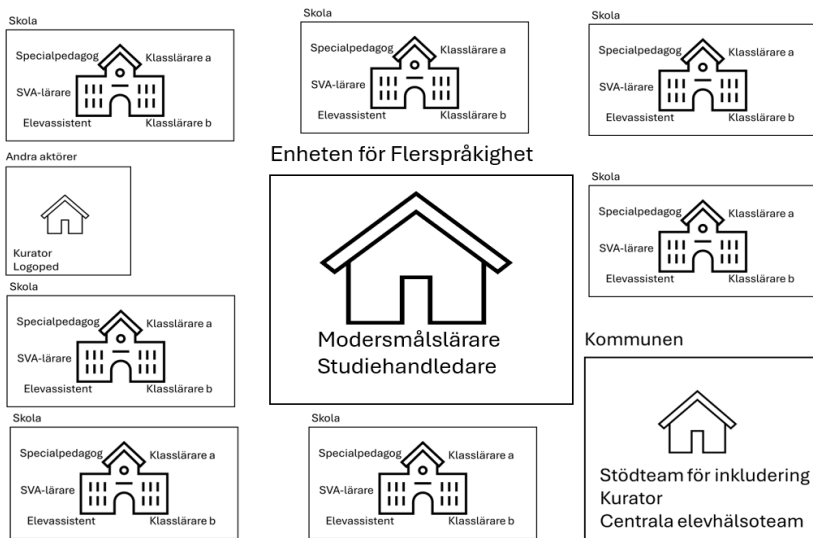 Skola
Specialpedagog
Klasslärare a
SVA-lärare
Elevassistent
Klasslärare b
Skola
Specialpedagog
Klasslärare a
SVA-lärare
Elevassistent
Klasslärare b
Skola
Specialpedagog
Klasslärare a
SVA-lärare
Elevassistent
Klasslärare b
Andra aktörer
Kurator
Logoped
Enheten för Flerspråkighet
Modersmålslärare
Studiehandledare
Skola
Specialpedagog
Klasslärare a
SVA-lärare
Elevassistent
Klasslärare b
Skola
Specialpedagog
Klasslärare a
SVA-lärare
Elevassistent
Klasslärare b
Kommunen
Stödteam för inkludering
Kurator
Centrala elevhälsoteam
Skola
Specialpedagog
Klasslärare a
SVA-lärare
Elevassistent
Klasslärare b
Skola
Specialpedagog
Klasslärare a
SVA-lärare
Elevassistent
Klasslärare b